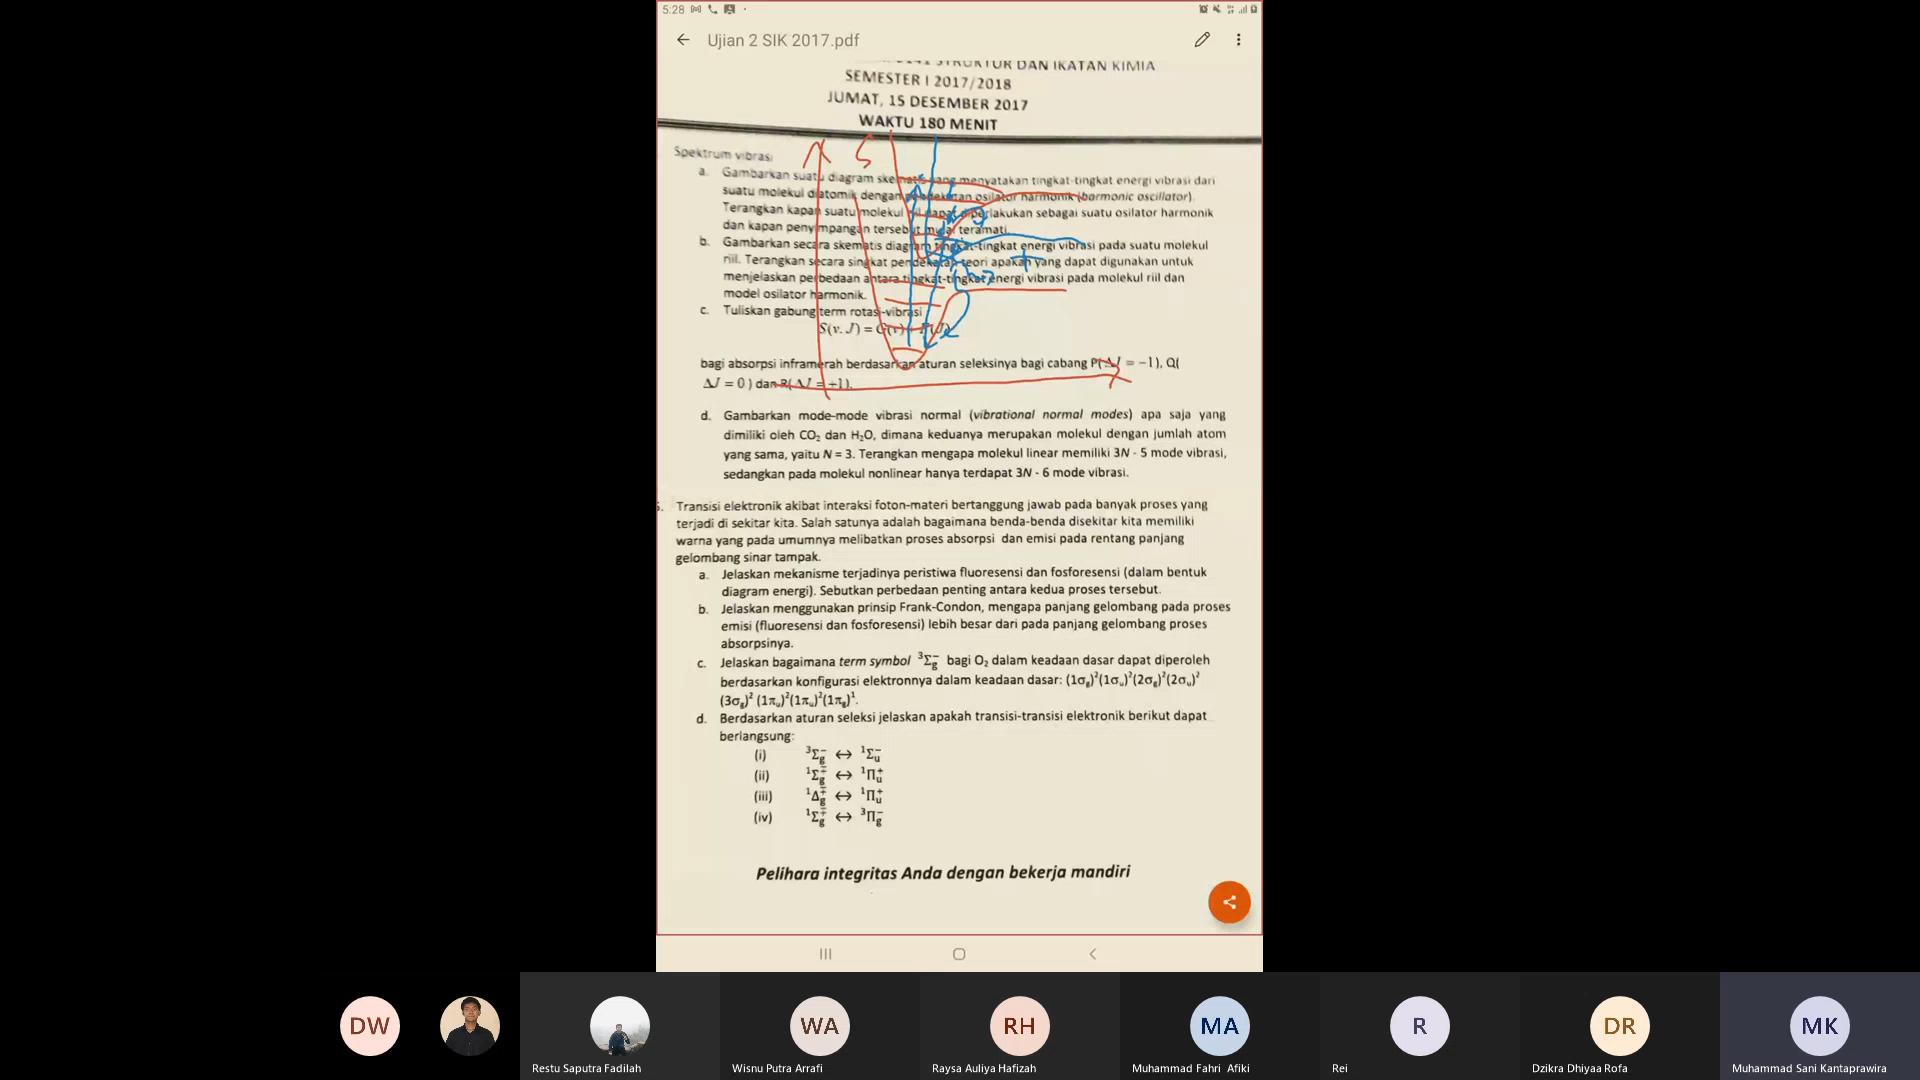 5:28
Ujian 2 SIK 2017.pdf
STRUKTUR DAN IKATAN KIMIA
SEMESTER I 2017/2018
JUMAT, 15 DESEMBER 2017
WAKTU 180 MENIT
Spektrum vibrasi
a. Gambarkan suatu diagram skematis yang menyatakan tingkat-tingkat energi vibrasi dari
suatu molekul diatomik dengan pendekatan osilator harmonik (barmonic oscillator).
Terangkan kapan suatu molekul riil dapat diperlakukan sebagai suatu osilator harmonik
dan kapan penyimpangan tersebut mulai teramati.
b. Gambarkan secara skematis diagram tingkat-tingkat energi vibrasi pada suatu molekul
riil. Terangkan secara singkat pendekatan teori apakah yang dapat digunakan untuk
menjelaskan perbedaan antara tingkat-tingkat energi vibrasi pada molekul riil dan
model osilator harmonik.
c. Tuliskan gabung term rotasi-vibrasi
S(v, J) = G(v) + F(J)
bagi absorpsi inframerah berdasarkan aturan seleksinya bagi cabang P(ΔJ = −1), Q(
ΔJ = 0 ) dan R( ΔJ = +1).
d. Gambarkan mode-mode vibrasi normal (vibrational normal modes) apa saja yang
dimiliki oleh CO₂ dan H₂O, dimana keduanya merupakan molekul dengan jumlah atom
yang sama, yaitu N = 3. Terangkan mengapa molekul linear memiliki 3N - 5 mode vibrasi,
sedangkan pada molekul nonlinear hanya terdapat 3N - 6 mode vibrasi.
Transisi elektronik akibat interaksi foton-materi bertanggung jawab pada banyak proses yang
terjadi di sekitar kita. Salah satunya adalah bagaimana benda-benda disekitar kita memiliki
warna yang pada umumnya melibatkan proses absorpsi dan emisi pada rentang panjang
gelombang sinar tampak.
a. Jelaskan mekanisme terjadinya peristiwa fluoresensi dan fosforesensi (dalam bentuk
diagram energi). Sebutkan perbedaan penting antara kedua proses tersebut.
b. Jelaskan menggunakan prinsip Frank-Condon, mengapa panjang gelombang pada proses
emisi (fluoresensi dan fosforesensi) lebih besar dari pada panjang gelombang proses
absorpsinya.
c. Jelaskan bagaimana term symbol ³Σg⁻ bagi O₂ dalam keadaan dasar dapat diperoleh
berdasarkan konfigurasi elektronnya dalam keadaan dasar: (1σg)²(1σu)²(2σg)²(2σu)²
(3σg)² (1πu)²(1πu)²(1πg)¹.
d. Berdasarkan aturan seleksi jelaskan apakah transisi-transisi elektronik berikut dapat
berlangsung:
(i) ³Σg⁻ ↔ ¹Σu⁻
(ii) ¹Σg⁺ ↔ ¹Πu⁺
(iii) ¹Δg⁺ ↔ ¹Πu⁺
(iv) ¹Σg⁺ ↔ ³Πg⁻
Pelihara integritas Anda dengan bekerja mandiri
DW
WA
RH
MA
R
DR
MK
Restu Saputra Fadilah
Wisnu Putra Arrafi
Raysa Auliya Hafizah
Muhammad Fahri Afiki
Rei
Dzikra Dhiyaa Rofa
Muhammad Sani Kantaprawira